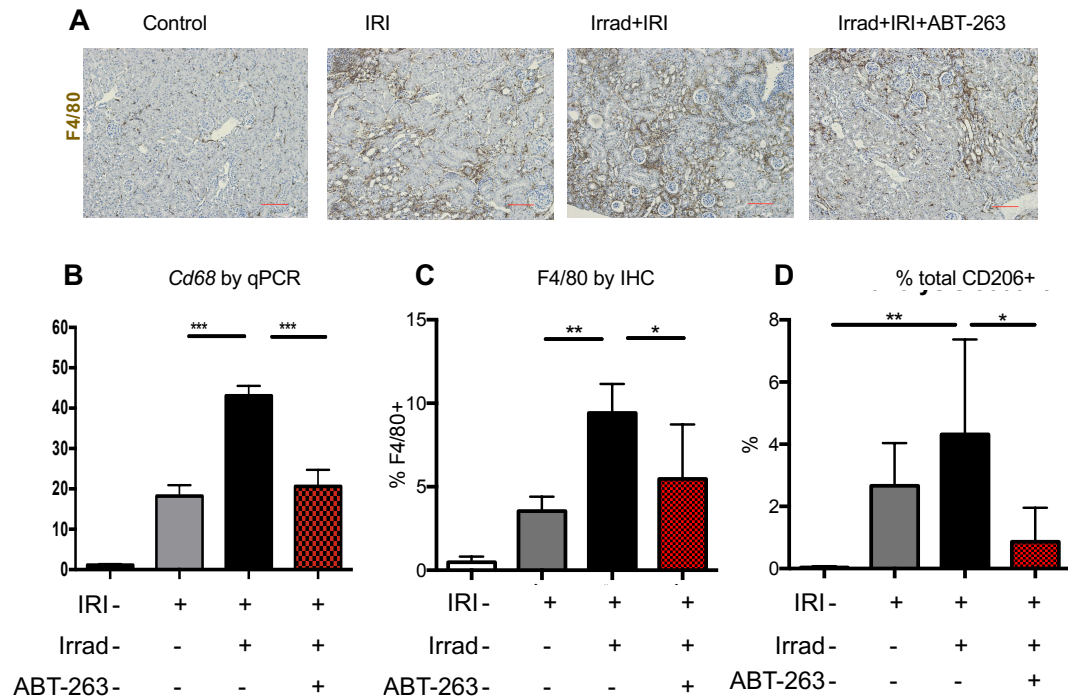 A Control IRI Irrad+IRI Irrad+IRI+ABT-263
F4/80
B Cd68 by qPCR
60
50
40
30
20
10
0
*** ***
IRI - + + +
Irrad - - + +
ABT-263 - - - +
C F4/80 by IHC
% F4/80+
15
10
5
0
** *
IRI - + + +
Irrad - - + +
ABT-263 - - - +
D % total CD206+
%
8
6
4
2
0
** *
IRI - + + +
Irrad - - + +
ABT-263 - - - +